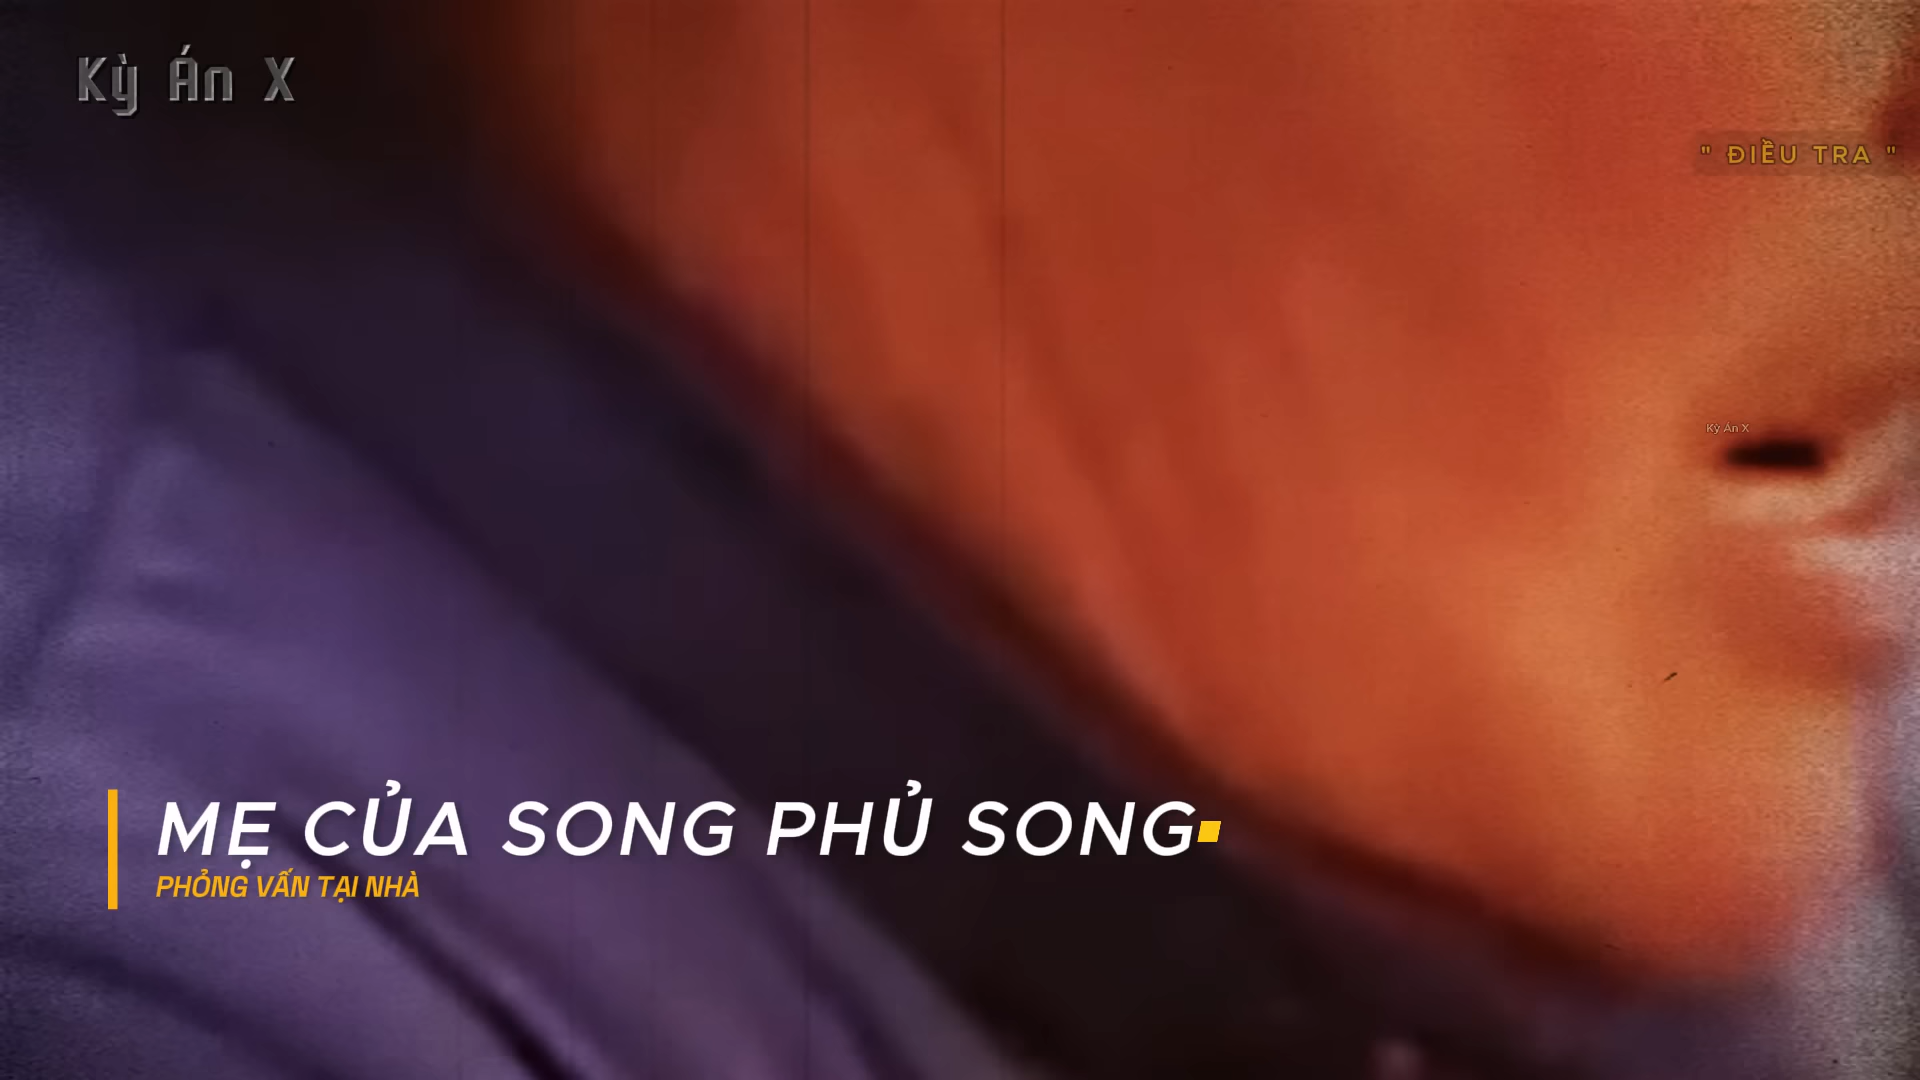 Kỳ Án X
" ĐIỀU TRA "
Kỳ Án X
MẸ CỦA SONG PHỦ SONG
PHỎNG VẤN TẠI NHÀ